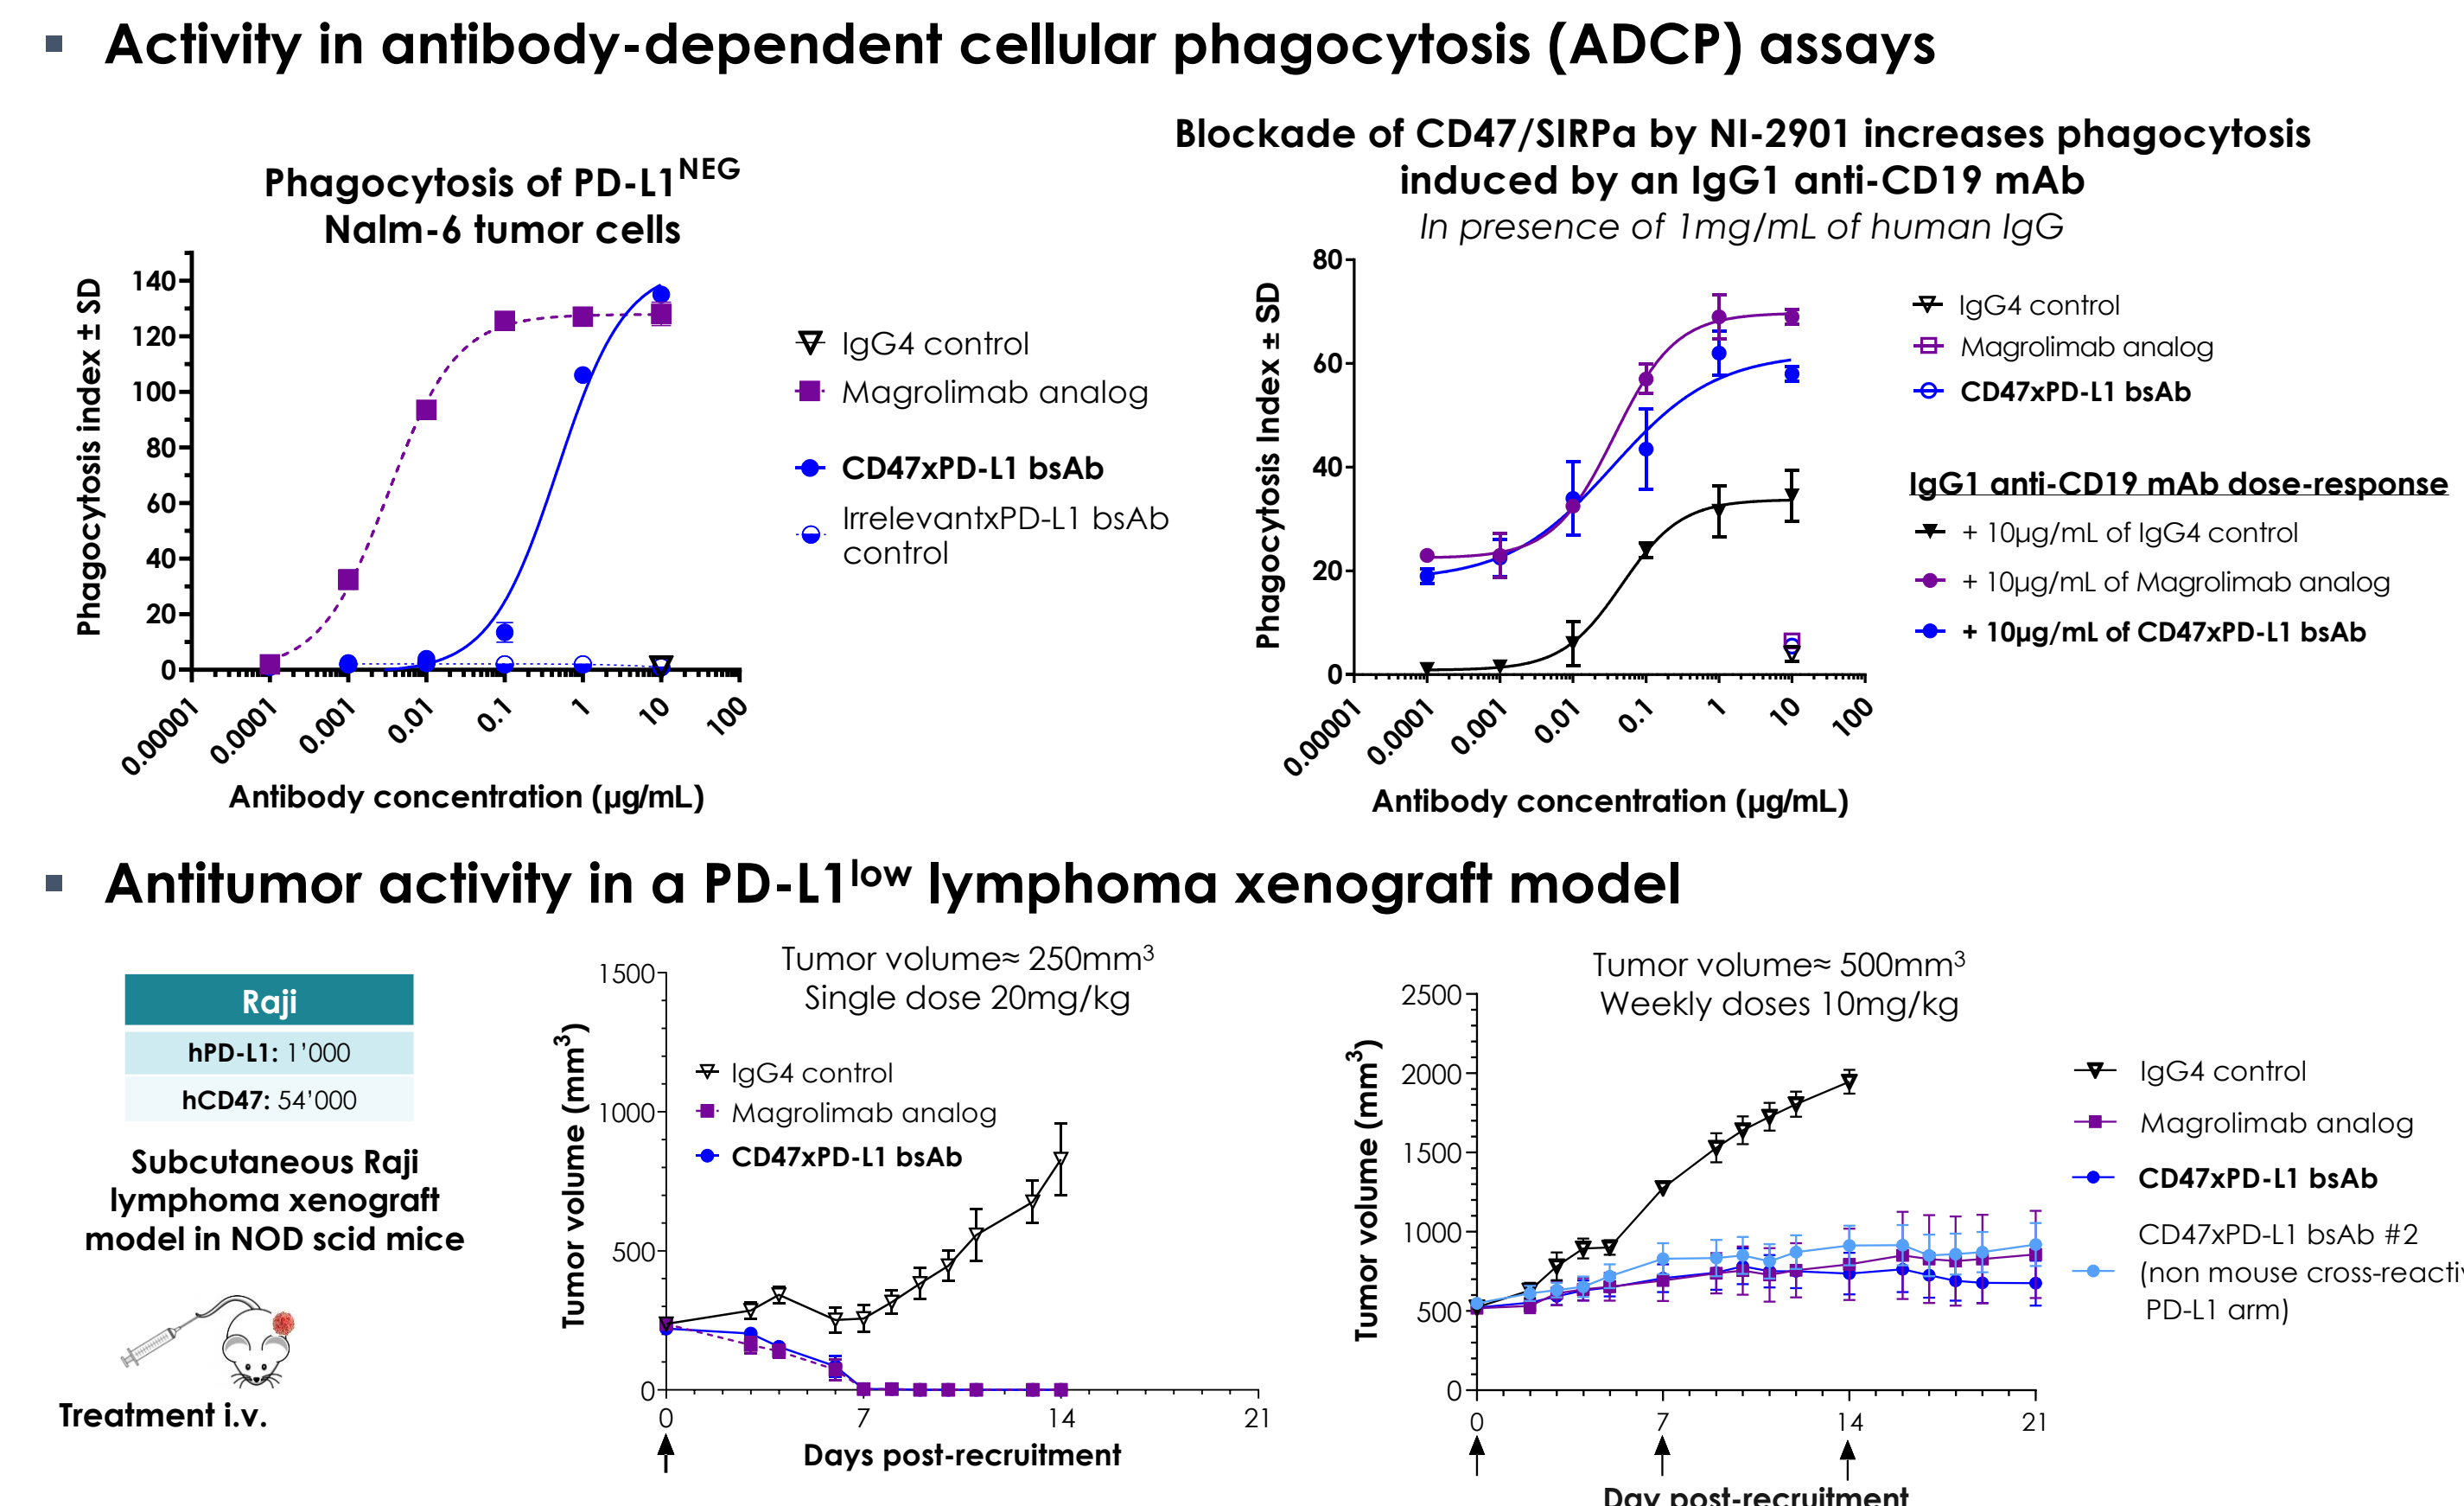 ▪ Activity in antibody-dependent cellular phagocytosis (ADCP) assays
Phagocytosis of PD-L1NEG
Nalm-6 tumor cells
Phagocytosis index ± SD
140
120
100
80
60
40
20
0
0.00001
0.0001
0.001
0.01
0.1
1
10
100
Antibody concentration (µg/mL)
IgG4 control
Magrolimab analog
CD47xPD-L1 bsAb
IrrelevantxPD-L1 bsAb
control
Blockade of CD47/SIRPa by NI-2901 increases phagocytosis
induced by an IgG1 anti-CD19 mAb
In presence of 1mg/mL of human IgG
Phagocytosis Index ± SD
80
60
40
20
0
0.00001
0.0001
0.001
0.01
0.1
1
10
100
Antibody concentration (µg/mL)
IgG4 control
Magrolimab analog
CD47xPD-L1 bsAb
IgG1 anti-CD19 mAb dose-response
+ 10µg/mL of IgG4 control
+ 10µg/mL of Magrolimab analog
+ 10µg/mL of CD47xPD-L1 bsAb
▪ Antitumor activity in a PD-L1low lymphoma xenograft model
Raji
hPD-L1: 1'000
hCD47: 54'000
Subcutaneous Raji
lymphoma xenograft
model in NOD scid mice
Treatment i.v.
Tumor volume≈ 250mm3
Single dose 20mg/kg
Tumor volume (mm3)
1500
1000
500
0
0
7
14
21
Days post-recruitment
IgG4 control
Magrolimab analog
CD47xPD-L1 bsAb
Tumor volume≈ 500mm3
Weekly doses 10mg/kg
Tumor volume (mm3)
2500
2000
1500
1000
500
0
0
7
14
21
Day post-recruitment
IgG4 control
Magrolimab analog
CD47xPD-L1 bsAb
CD47xPD-L1 bsAb #2
(non mouse cross-reactiv
PD-L1 arm)